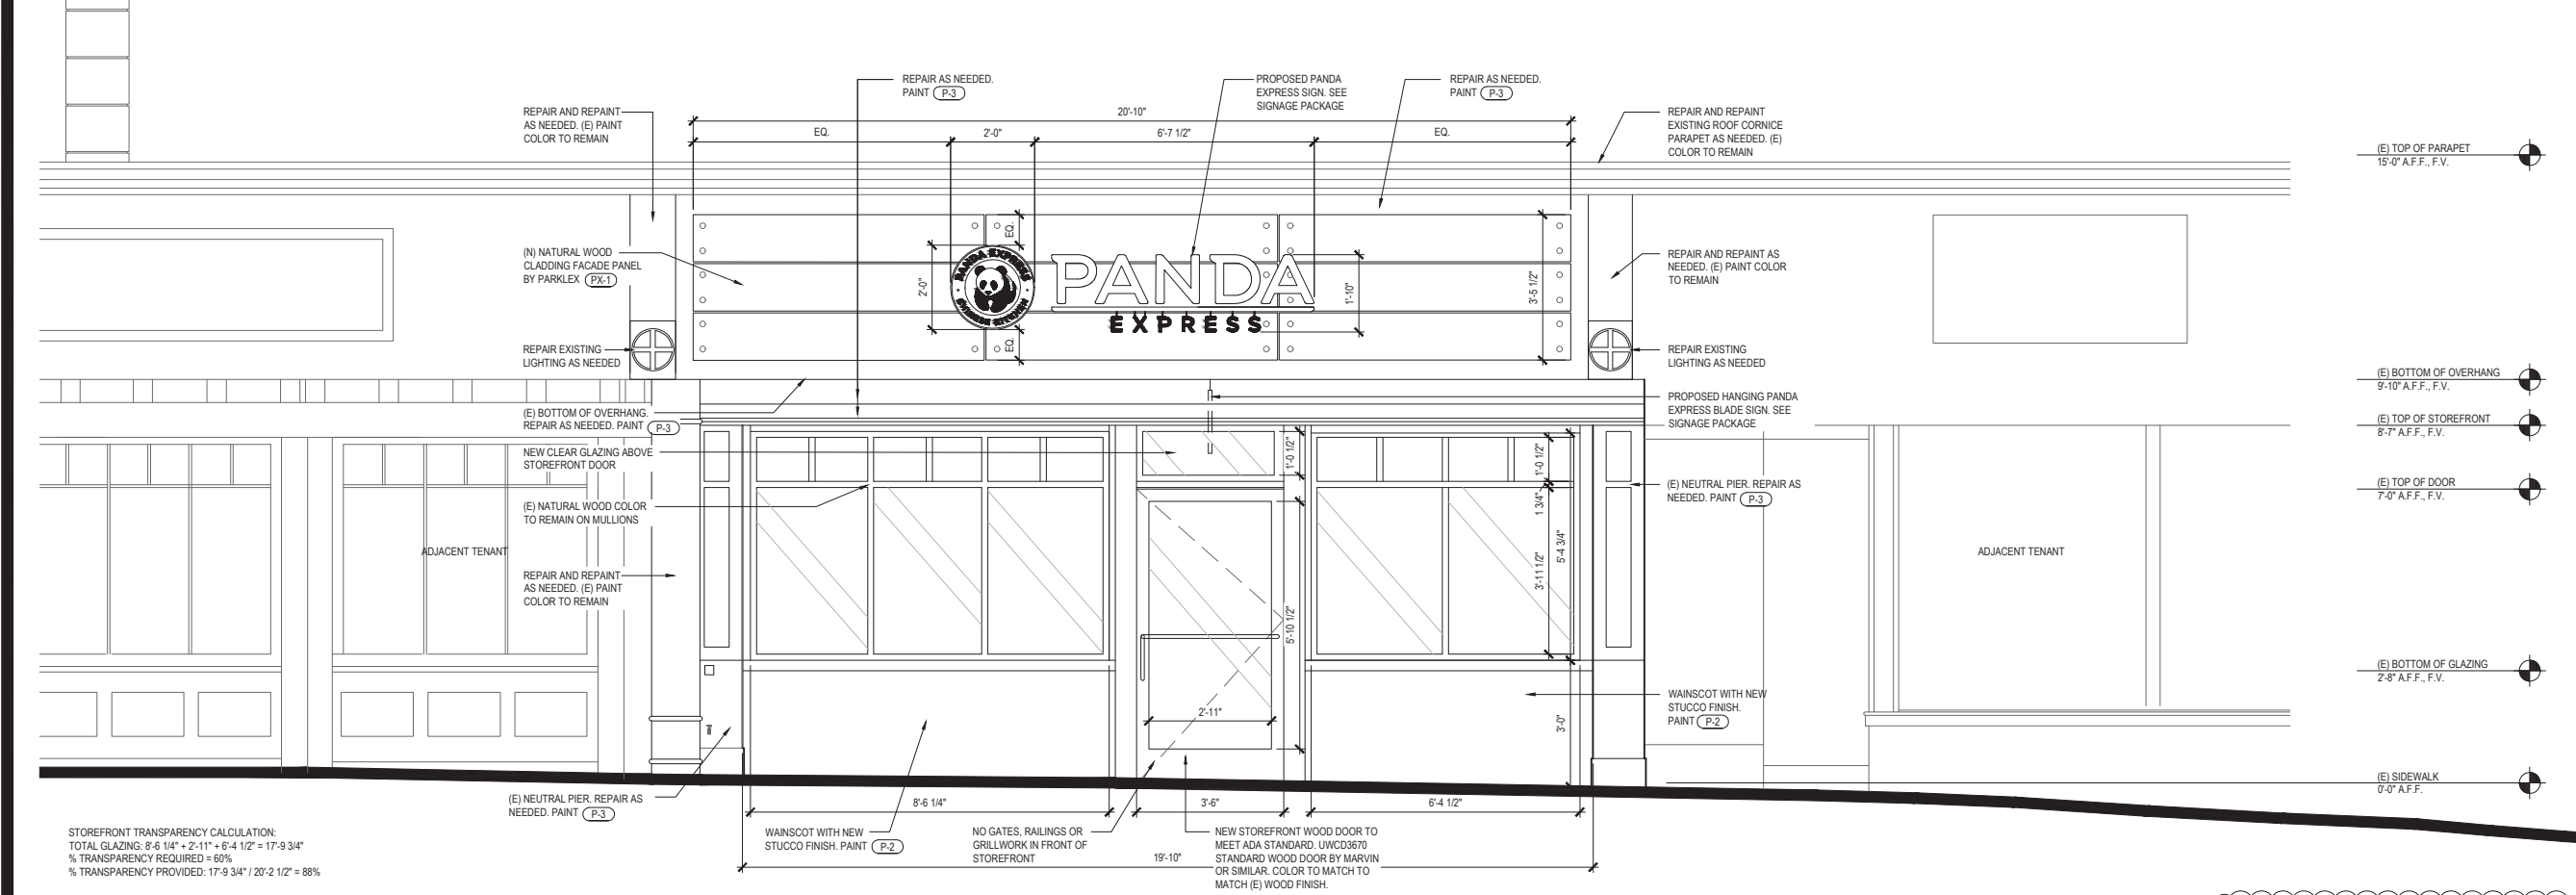 REPAIR AS NEEDED.
PAINT P-3
PROPOSED PANDA
EXPRESS SIGN. SEE
SIGNAGE PACKAGE
REPAIR AS NEEDED.
PAINT P-3
REPAIR AND REPAINT
AS NEEDED. (E) PAINT
COLOR TO REMAIN
20'-10"
EQ.
2'-0"
6'-7 1/2"
EQ.
REPAIR AND REPAINT
EXISTING ROOF CORNICE
PARAPET AS NEEDED. (E)
COLOR TO REMAIN
(E) TOP OF PARAPET
15'-0" A.F.F., F.V.
(N) NATURAL WOOD
CLADDING FACADE PANEL
BY PARKLEX PX-1
EQ.
2'-0"
PANDA EXPRESS
CHINESE KITCHEN
PANDA
EXPRESS
EQ.
1'-10"
3'-5 1/2"
REPAIR AND REPAINT AS
NEEDED. (E) PAINT COLOR
TO REMAIN
REPAIR EXISTING
LIGHTING AS NEEDED
REPAIR EXISTING
LIGHTING AS NEEDED
(E) BOTTOM OF OVERHANG
9'-10" A.F.F., F.V.
(E) BOTTOM OF OVERHANG.
REPAIR AS NEEDED. PAINT P-3
PROPOSED HANGING PANDA
EXPRESS BLADE SIGN. SEE
SIGNAGE PACKAGE
(E) TOP OF STOREFRONT
8'-7" A.F.F., F.V.
NEW CLEAR GLAZING ABOVE
STOREFRONT DOOR
1'-0 1/2"
1'-0 1/2"
1 3/4"
3'-11 1/2"
5'-4 3/4"
(E) NEUTRAL PIER. REPAIR AS
NEEDED. PAINT P-3
(E) TOP OF DOOR
7'-0" A.F.F., F.V.
(E) NATURAL WOOD COLOR
TO REMAIN ON MULLIONS
ADJACENT TENANT
ADJACENT TENANT
REPAIR AND REPAINT
AS NEEDED. (E) PAINT
COLOR TO REMAIN
5'-10 1/2"
(E) BOTTOM OF GLAZING
2'-8" A.F.F., F.V.
2'-11"
3'-0"
WAINSCOT WITH NEW
STUCCO FINISH.
PAINT P-2
(E) SIDEWALK
0'-0" A.F.F.
(E) NEUTRAL PIER. REPAIR AS
NEEDED. PAINT P-3
8'-6 1/4"
3'-6"
6'-4 1/2"
WAINSCOT WITH NEW
STUCCO FINISH. PAINT P-2
NO GATES, RAILINGS OR
GRILLWORK IN FRONT OF
STOREFRONT
19'-10"
NEW STOREFRONT WOOD DOOR TO
MEET ADA STANDARD. UWCD3670
STANDARD WOOD DOOR BY MARVIN
OR SIMILAR. COLOR TO MATCH TO
MATCH (E) WOOD FINISH.
STOREFRONT TRANSPARENCY CALCULATION:
TOTAL GLAZING: 8'-6 1/4" + 2'-11" + 6'-4 1/2" = 17'-9 3/4"
% TRANSPARENCY REQUIRED = 60%
% TRANSPARENCY PROVIDED: 17'-9 3/4" / 20'-2 1/2" = 88%